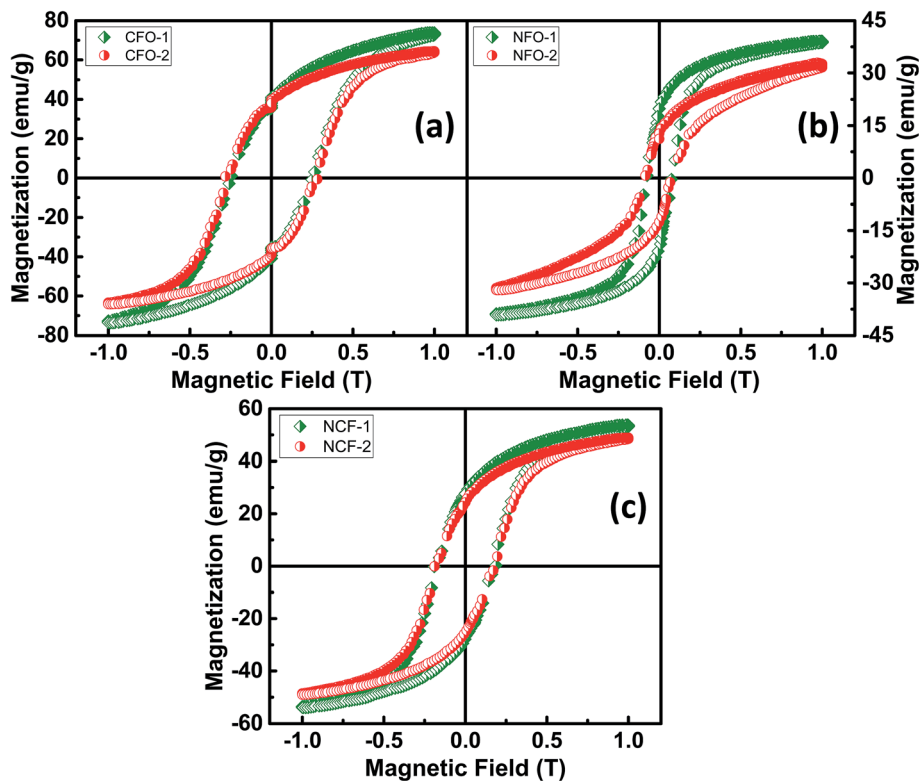 CFO-1
CFO-2
(a)
Magnetization (emu/g)
80
60
40
20
0
-20
-40
-60
-80
-1.0 -0.5 0.0 0.5 1.0
Magnetic Field (T)
NFO-1
NFO-2
(b)
45
30
15
0
-15
-30
-45
Magnetization (emu/g)
-1.0 -0.5 0.0 0.5 1.0
Magnetic Field (T)
NCF-1
NCF-2
(c)
Magnetization (emu/g)
60
40
20
0
-20
-40
-60
-1.0 -0.5 0.0 0.5 1.0
Magnetic Field (T)